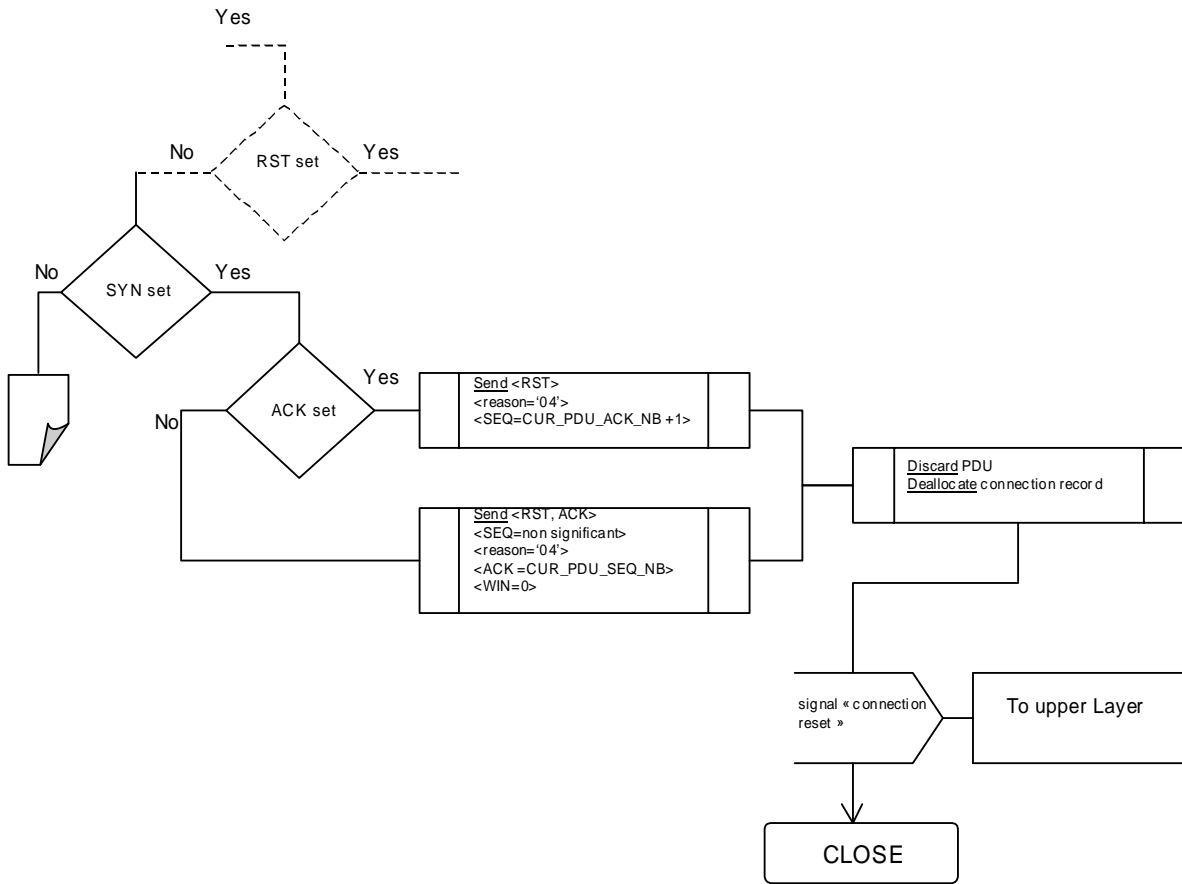 Yes
No
RST set
Yes
No
SYN set
Yes
No
ACK set
Yes
Send <RST>
<reason='04'>
<SEQ=CUR_PDU_ACK_NB +1>
Send <RST, ACK>
<SEQ=non significant>
<reason='04'>
<ACK =CUR_PDU_SEQ_NB>
<WIN=0>
Discard PDU
Deallocate connection record
signal « connection
reset »
To upper Layer
CLOSE